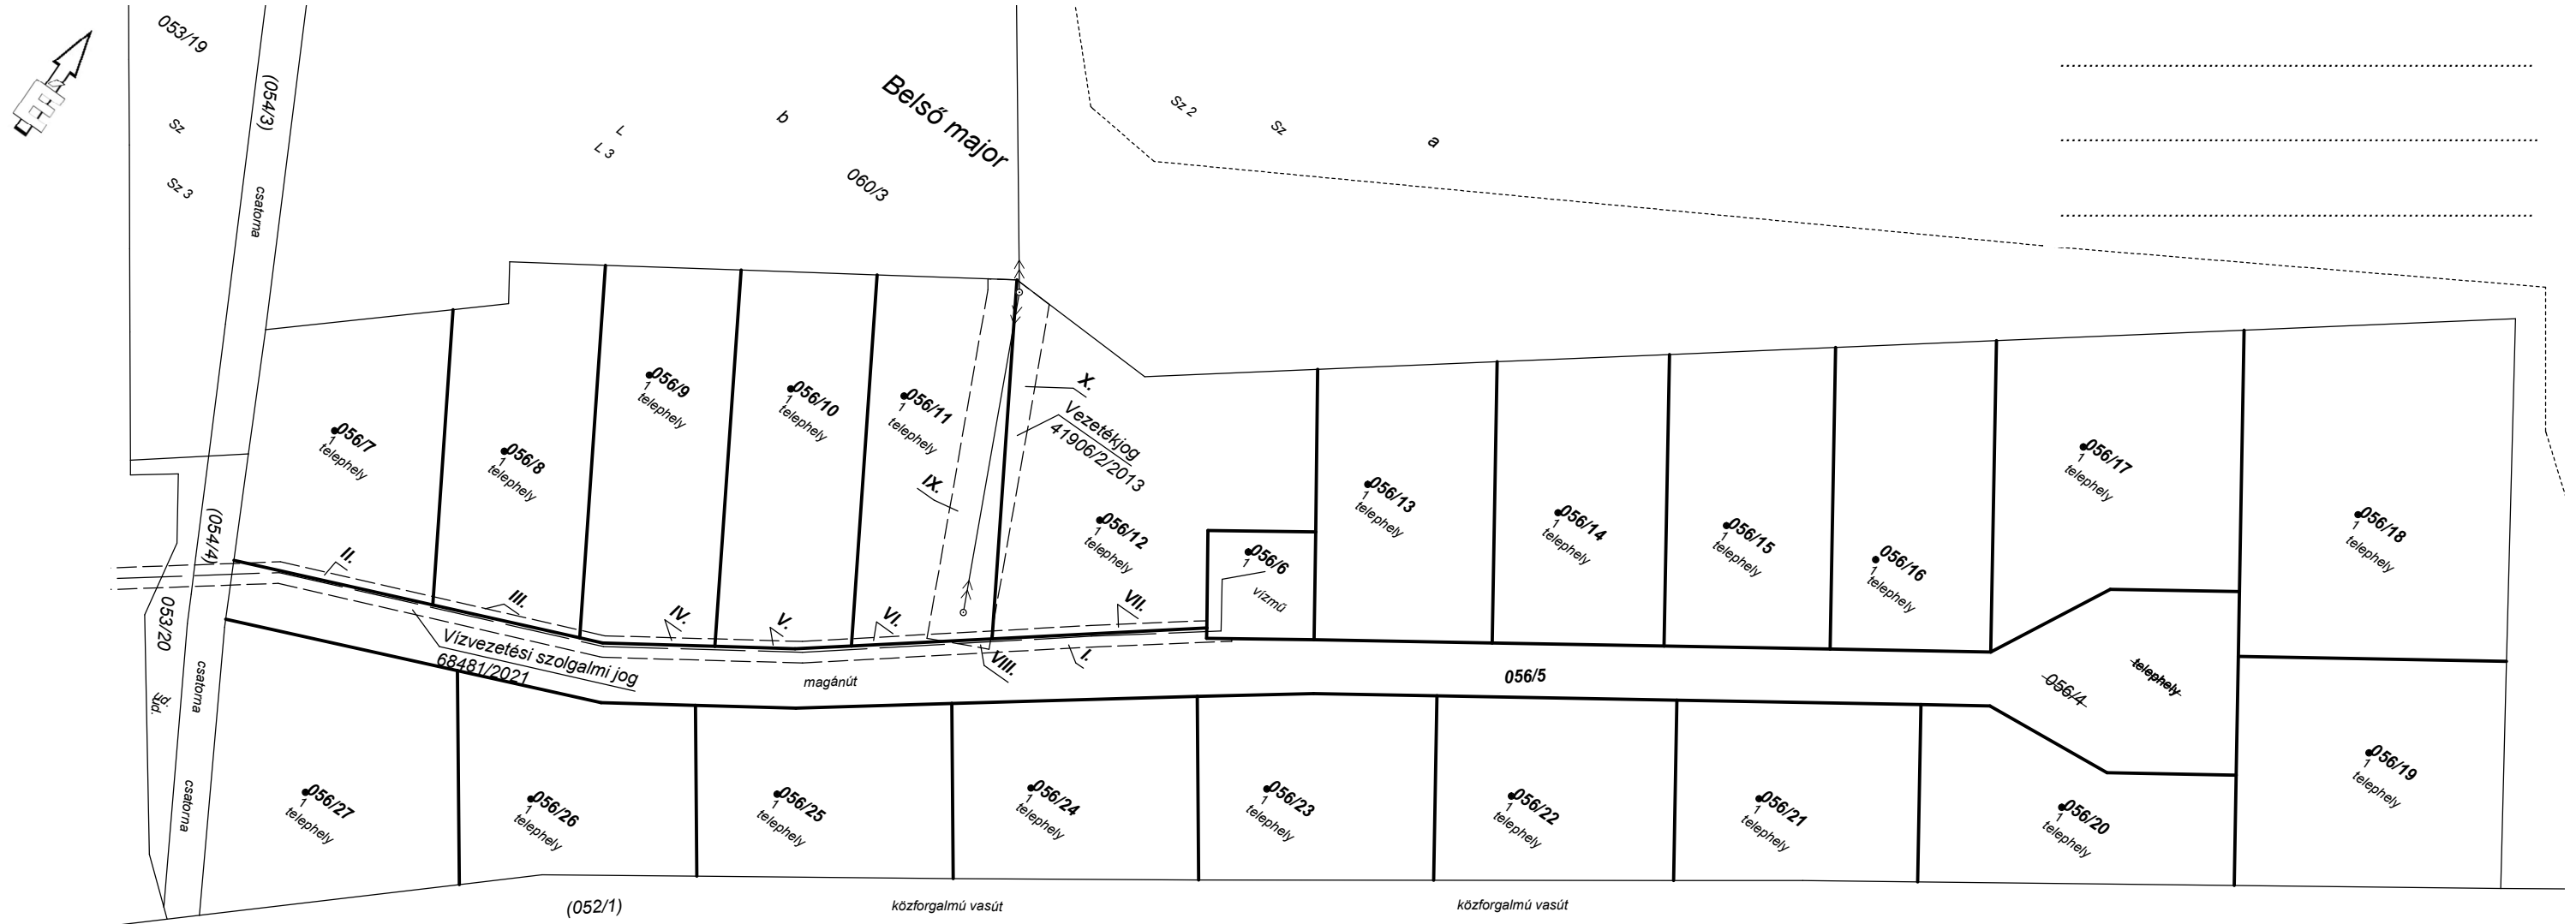 053/19
(054/3)
Sz
Sz 3
csatorna
L
L 3
b
Belső major
060/3
Sz 2
Sz
a
056/7
1
telephely
056/8
1
telephely
056/9
1
telephely
056/10
1
telephely
056/11
1
telephely
X.
Vezetékjog
41906/2/2013
IX.
056/12
1
telephely
056/6
1
vízmű
056/13
1
telephely
056/14
1
telephely
056/15
1
telephely
056/16
1
telephely
056/17
1
telephely
056/18
1
telephely
(054/4)
II.
III.
IV.
V.
VI.
VII.
VIII.
I.
053/20
Vízvezetési szolgalmi jog
68481/2021
magánút
056/5
056/4
telephely
csatorna
ud.
ud.
csatorna
056/27
1
telephely
056/26
1
telephely
056/25
1
telephely
056/24
1
telephely
056/23
1
telephely
056/22
1
telephely
056/21
1
telephely
056/20
1
telephely
056/19
1
telephely
(052/1)
közforgalmú vasút
közforgalmú vasút